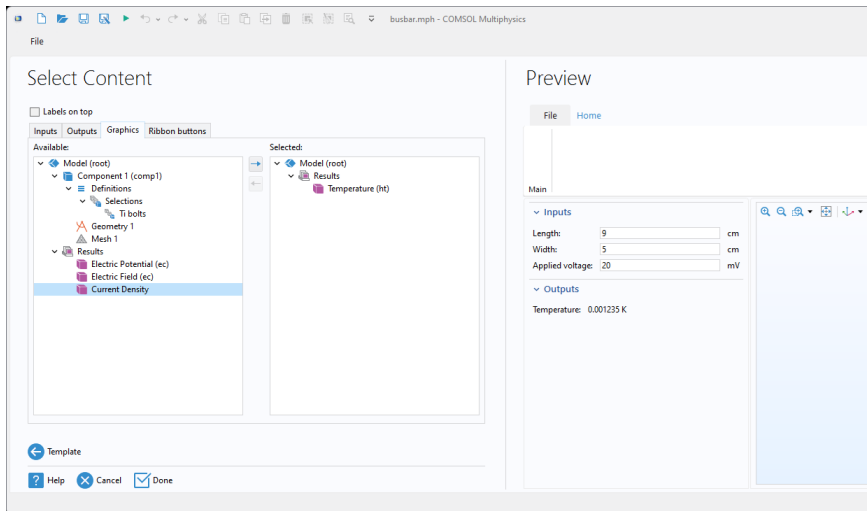 busbar.mph - COMSOL Multiphysics
File
Select Content
Labels on top
Inputs Outputs Graphics Ribbon buttons
Available:
Model (root)
Component 1 (comp1)
Definitions
Selections
Ti bolts
Geometry 1
Mesh 1
Results
Electric Potential (ec)
Electric Field (ec)
Current Density
Selected:
Model (root)
Results
Temperature (ht)
Template
? Help Cancel Done
Preview
File Home
Main
Inputs
Length: 9 cm
Width: 5 cm
Applied voltage: 20 mV
Outputs
Temperature: 0.001235 K